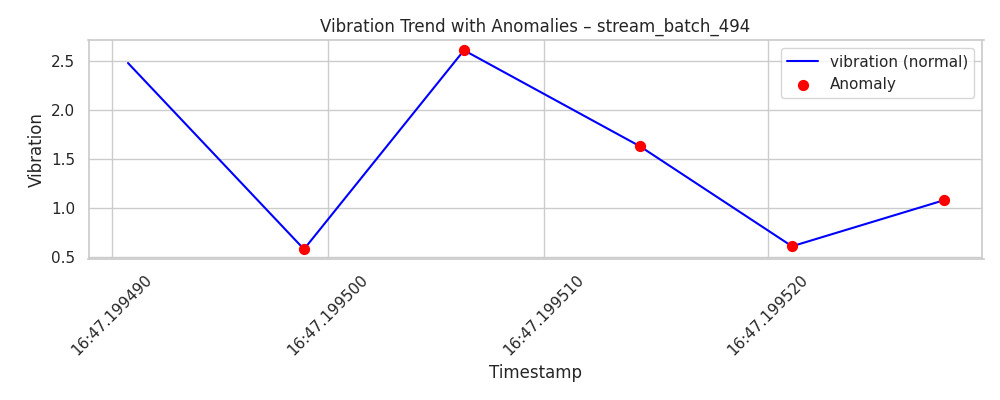 Vibration Trend with Anomalies – stream_batch_494
vibration (normal)
Anomaly
Vibration
2.5
2.0
1.5
1.0
0.5
16:47.199490
16:47.199500
16:47.199510
16:47.199520
Timestamp